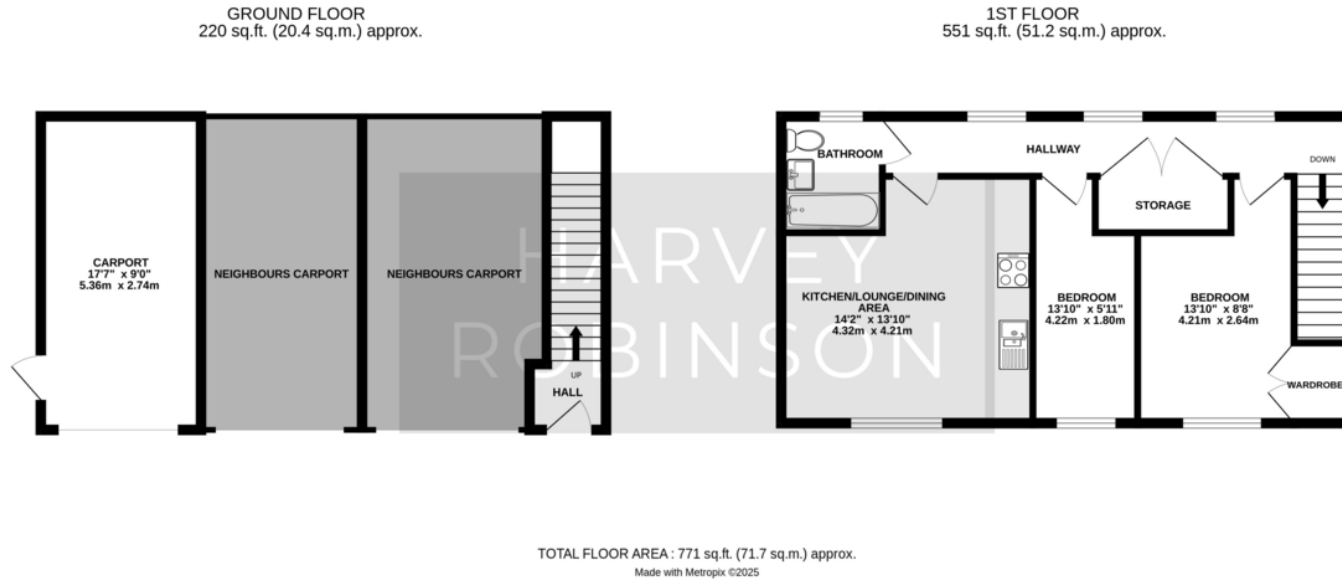 GROUND FLOOR
220 sq.ft. (20.4 sq.m.) approx.
1ST FLOOR
551 sq.ft. (51.2 sq.m.) approx.
CARPORT
17'7" x 9'0"
5.36m x 2.74m
NEIGHBOURS CARPORT
NEIGHBOURS CARPORT
UP
HALL
HARVEY
ROBINSON
BATHROOM
HALLWAY
DOWN
STORAGE
KITCHEN/LOUNGE/DINING
AREA
14'2" x 13'10"
4.32m x 4.21m
BEDROOM
13'10" x 5'11"
4.22m x 1.80m
BEDROOM
13'10" x 8'8"
4.21m x 2.64m
WARDROBE
TOTAL FLOOR AREA : 771 sq.ft. (71.7 sq.m.) approx.
Made with Metropix ©2025